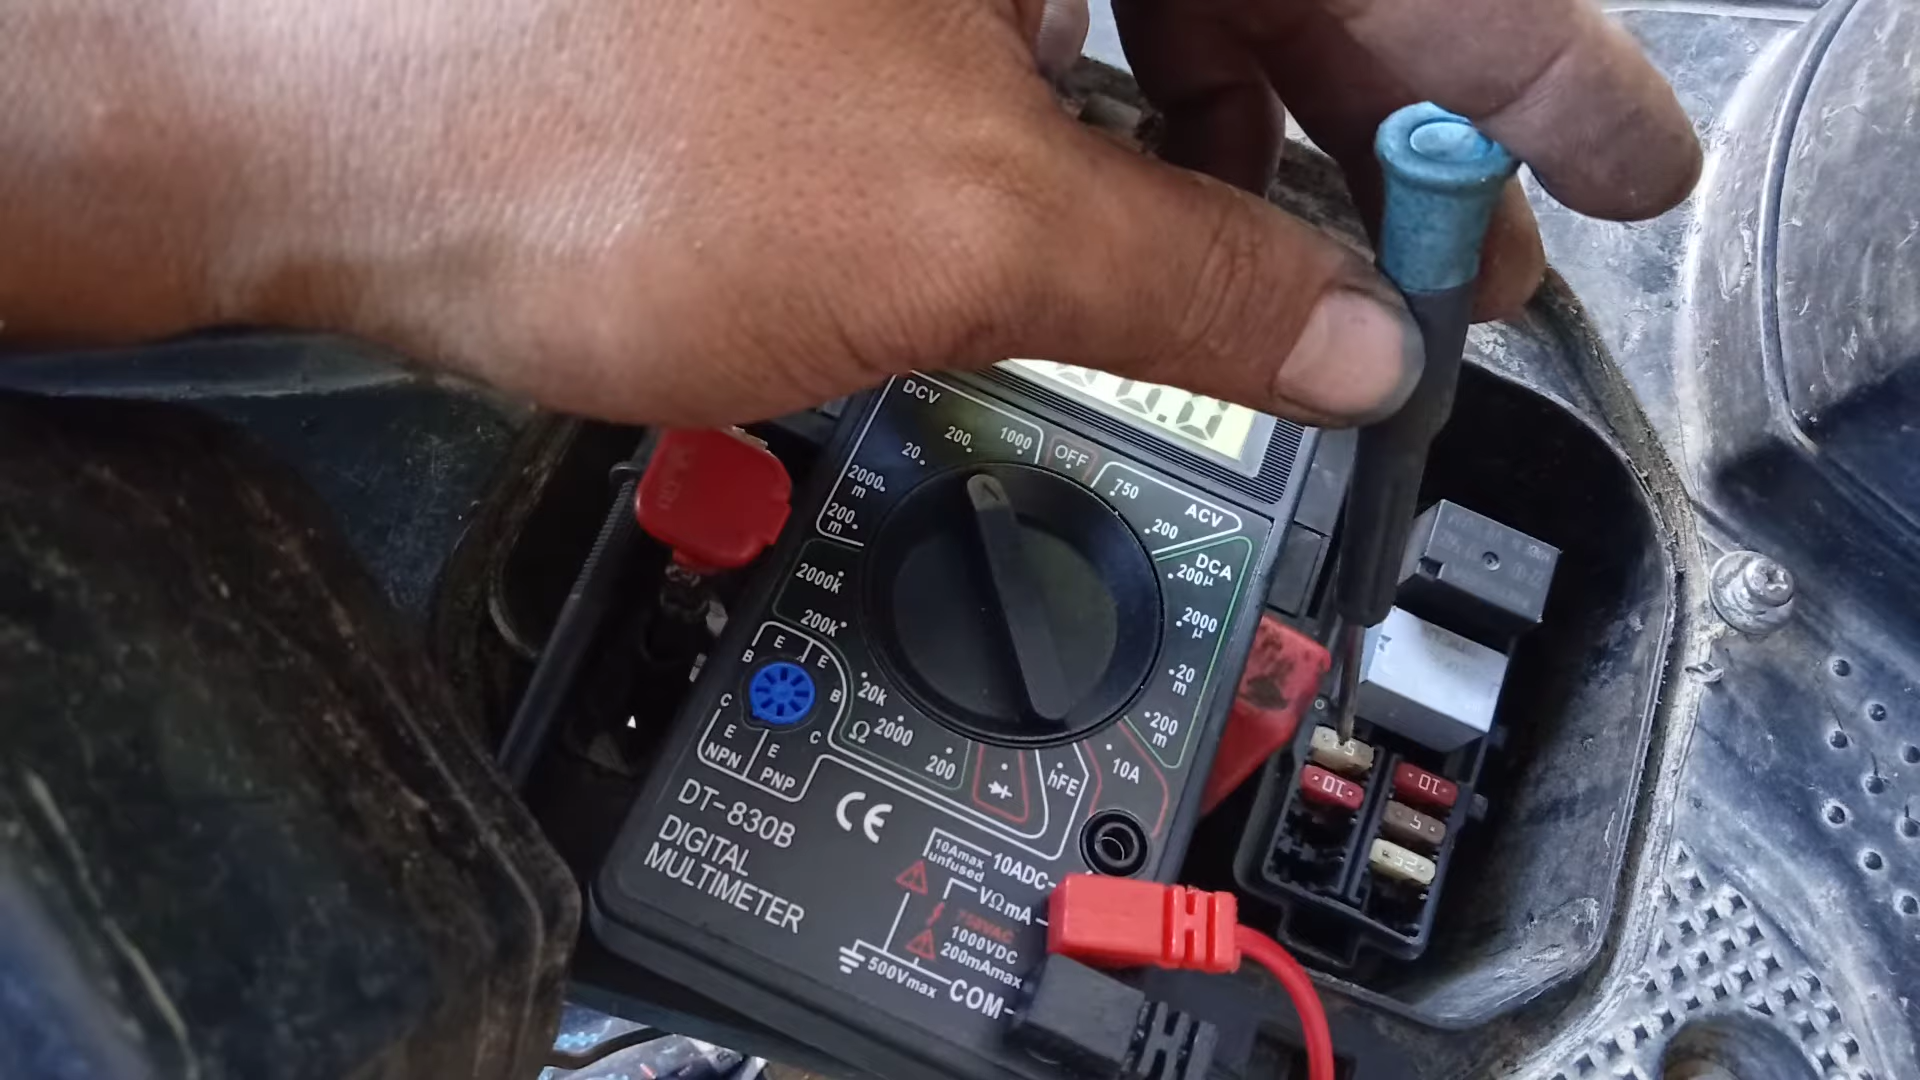 DCV
1000
200
OFF
20
2000
m
750
ACV
200
m
200
DCA
200µ
2000k
2000
µ
200k
E
E
B
B
20
m
20k
C
C
E
E
Ω
2000
200
m
NPN
PNP
200
hFE
10A
DT-830B
CE
DIGITAL
MULTIMETER
10Amax
unfused
10ADC
VΩmA
750VAC
1000VDC
200mAmax
500Vmax
COM
10
10
5